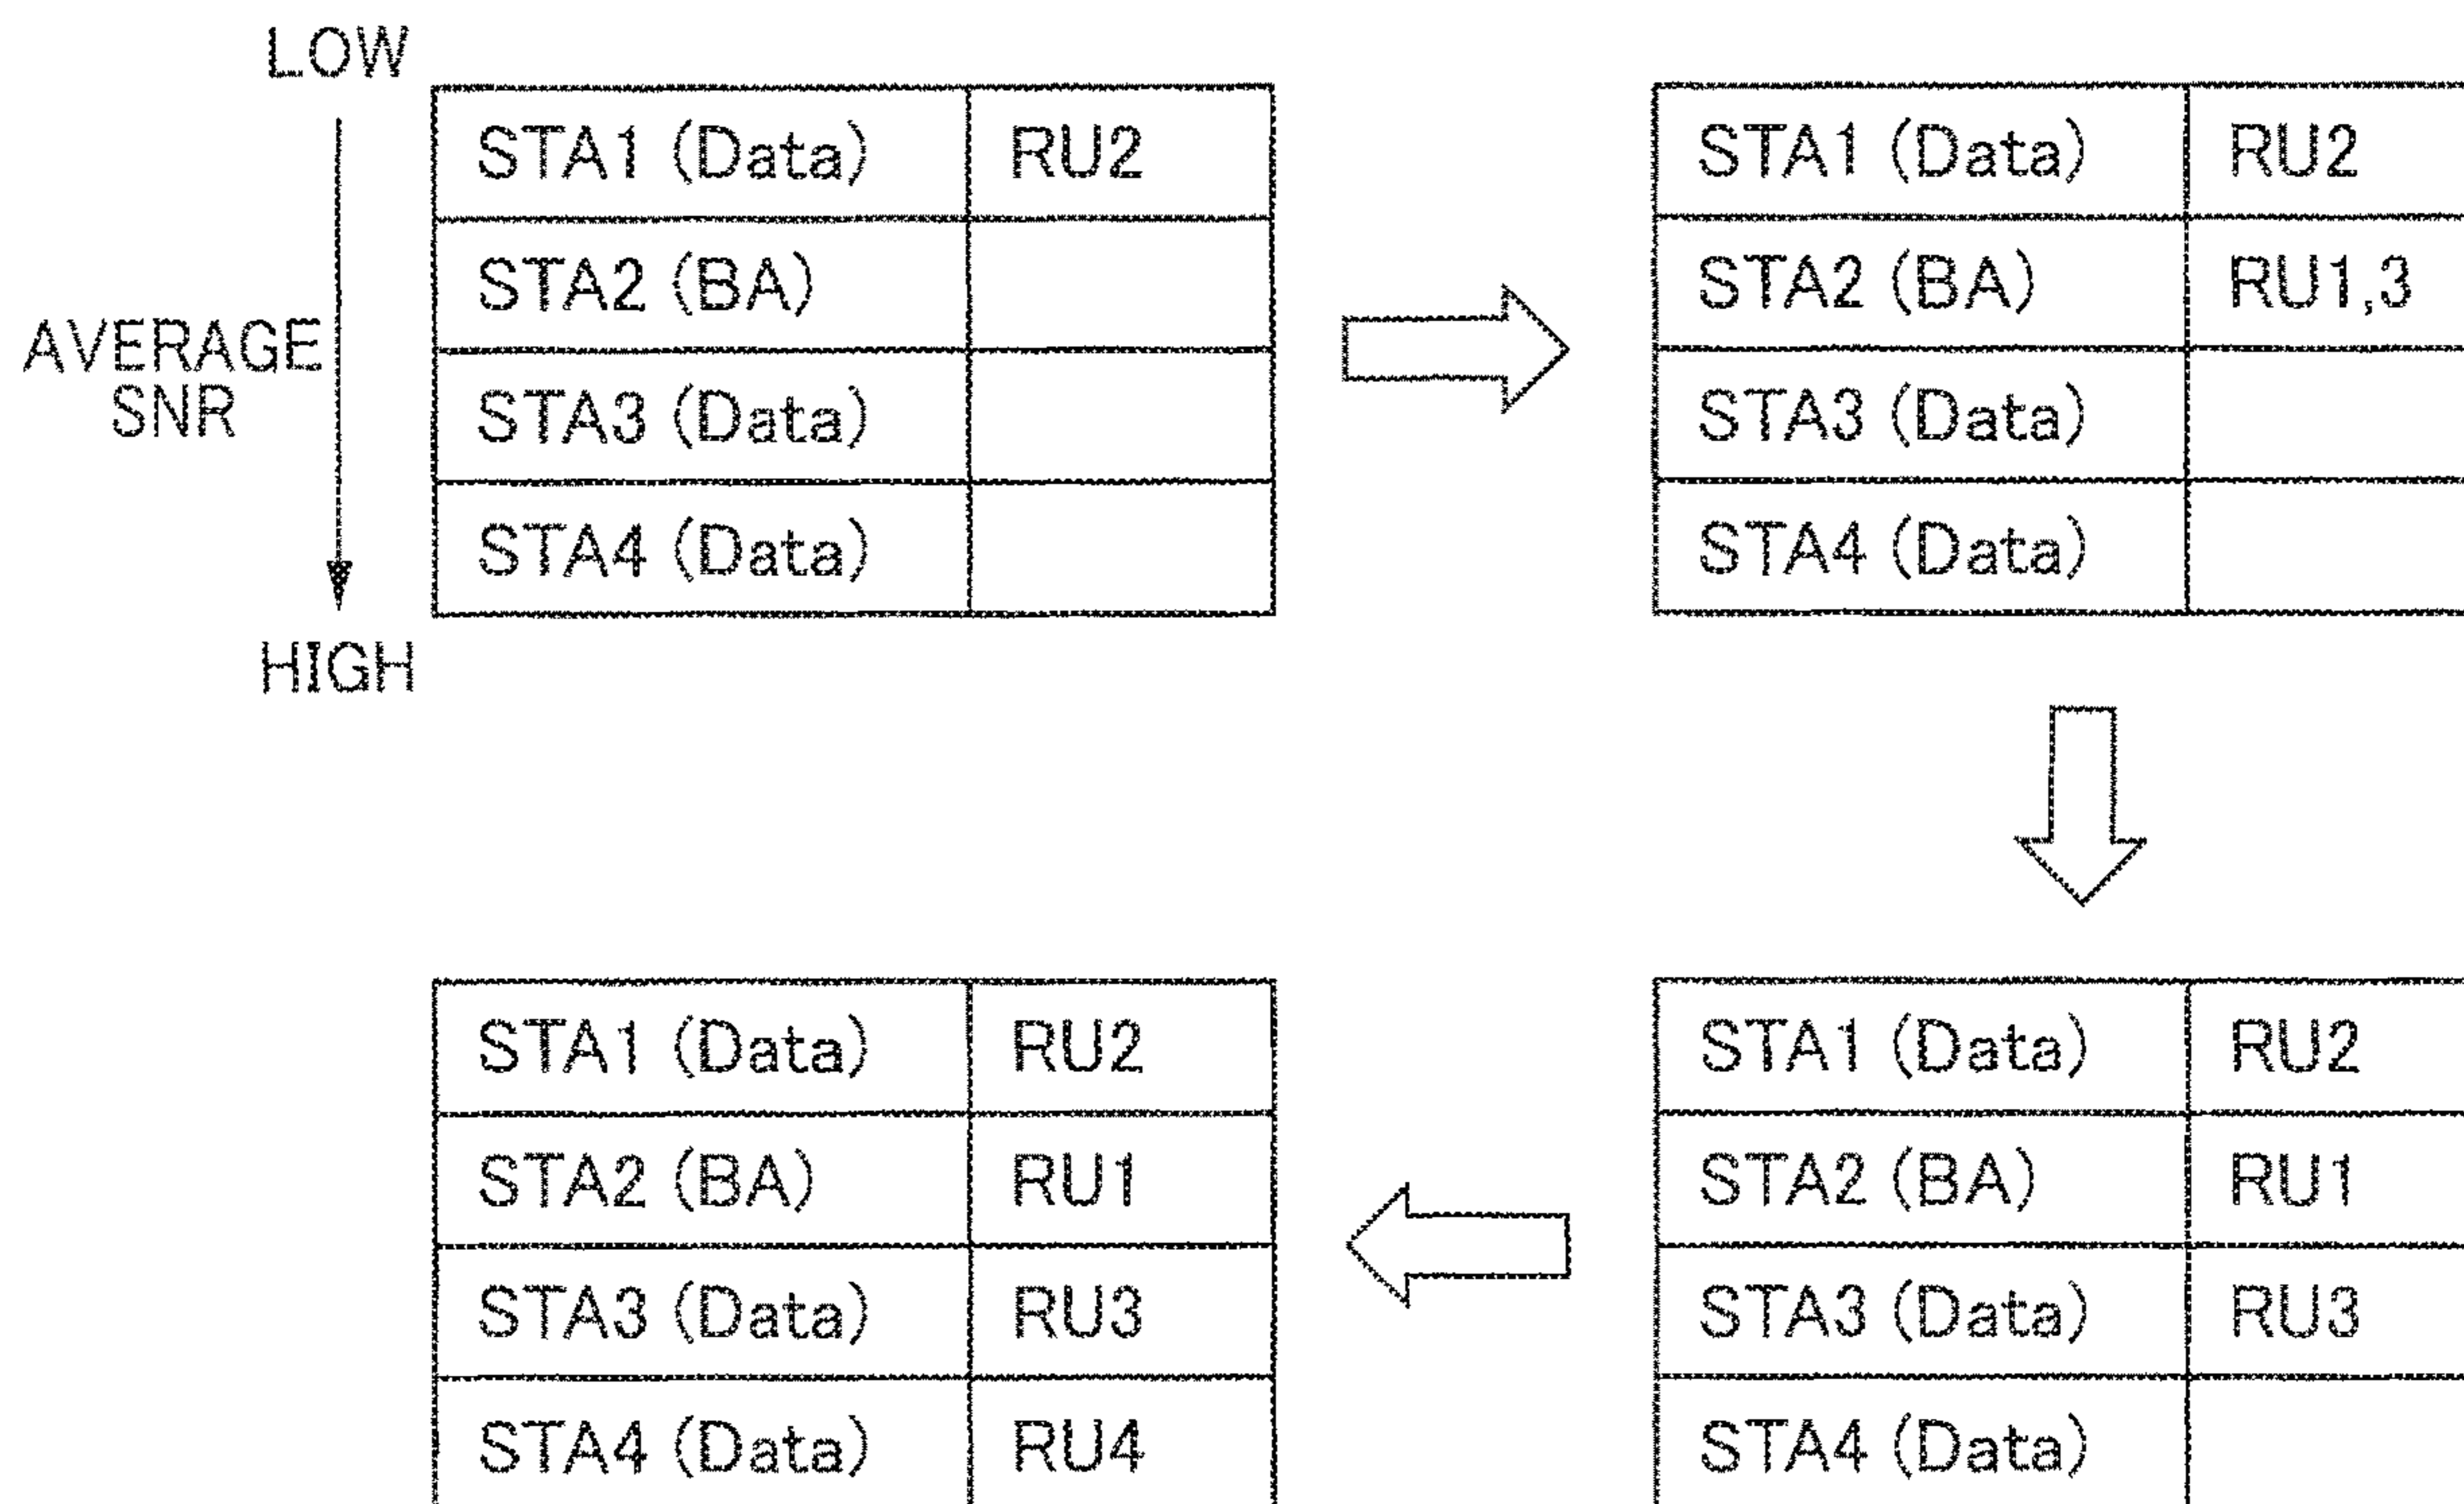 LOW
AVERAGE
SNR
HIGH
STA1 (Data) RU2
STA2 (BA)
STA3 (Data)
STA4 (Data)
STA1 (Data) RU2
STA2 (BA) RU1,3
STA3 (Data)
STA4 (Data)
STA1 (Data) RU2
STA2 (BA) RU1
STA3 (Data) RU3
STA4 (Data) RU4
STA1 (Data) RU2
STA2 (BA) RU1
STA3 (Data) RU3
STA4 (Data)